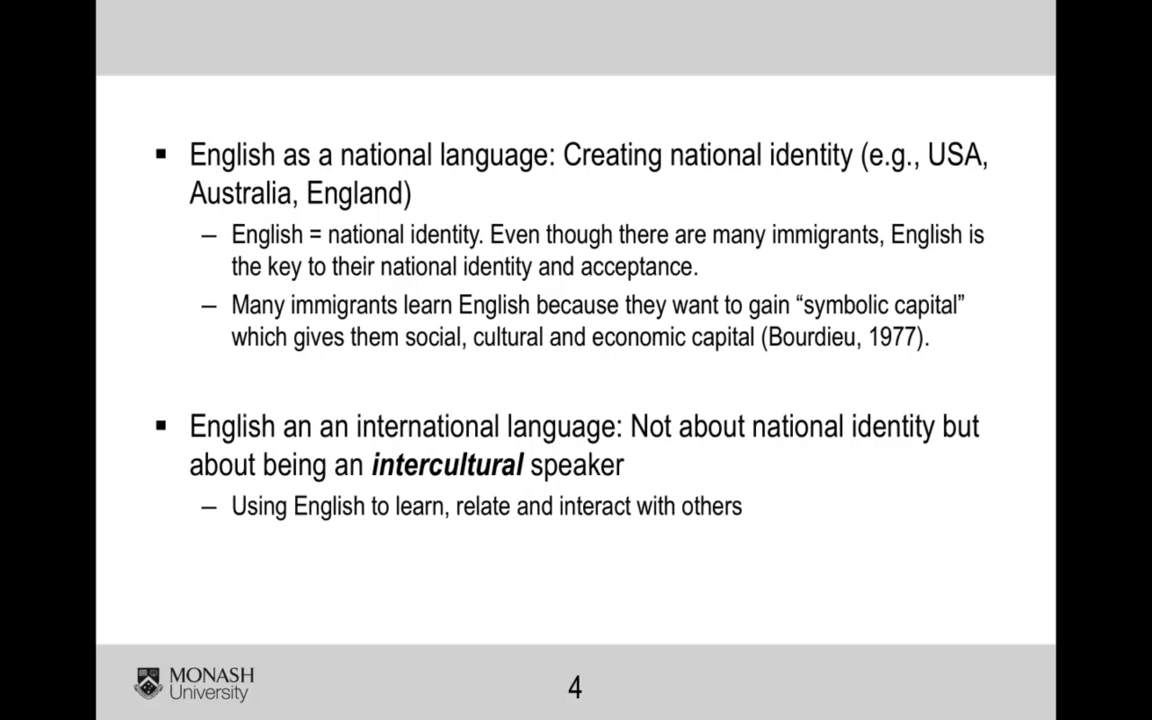 ▪ English as a national language: Creating national identity (e.g., USA,
Australia, England)
– English = national identity. Even though there are many immigrants, English is
the key to their national identity and acceptance.
– Many immigrants learn English because they want to gain “symbolic capital”
which gives them social, cultural and economic capital (Bourdieu, 1977).
▪ English an an international language: Not about national identity but
about being an intercultural speaker
– Using English to learn, relate and interact with others
MONASH
University
4